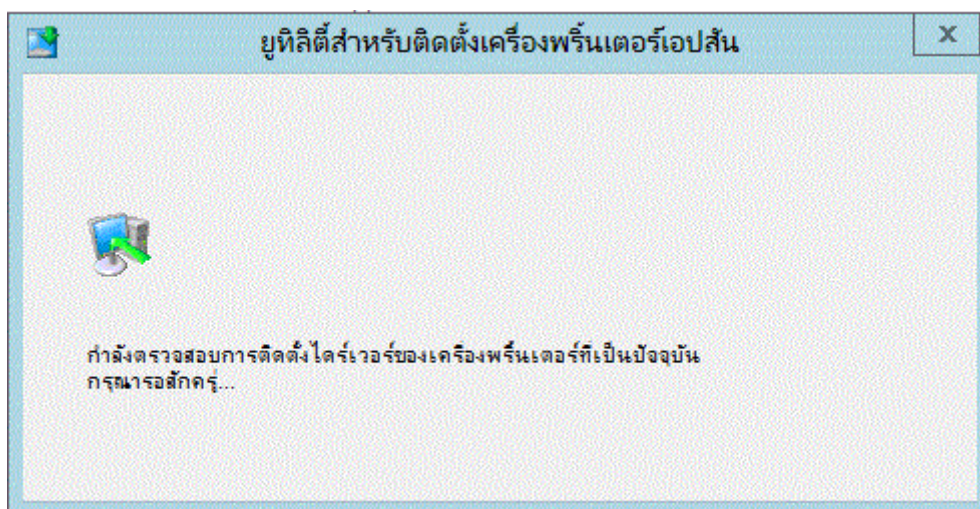 ยูทิลิตี้สำหรับติดตั้งเครื่องพริ้นเตอร์เอปสัน
กำลังตรวจสอบการติดตั้งไดร์เวอร์ของเครื่องพริ้นเตอร์ที่เป็นปัจจุบัน
กรุณารอสักครู่...